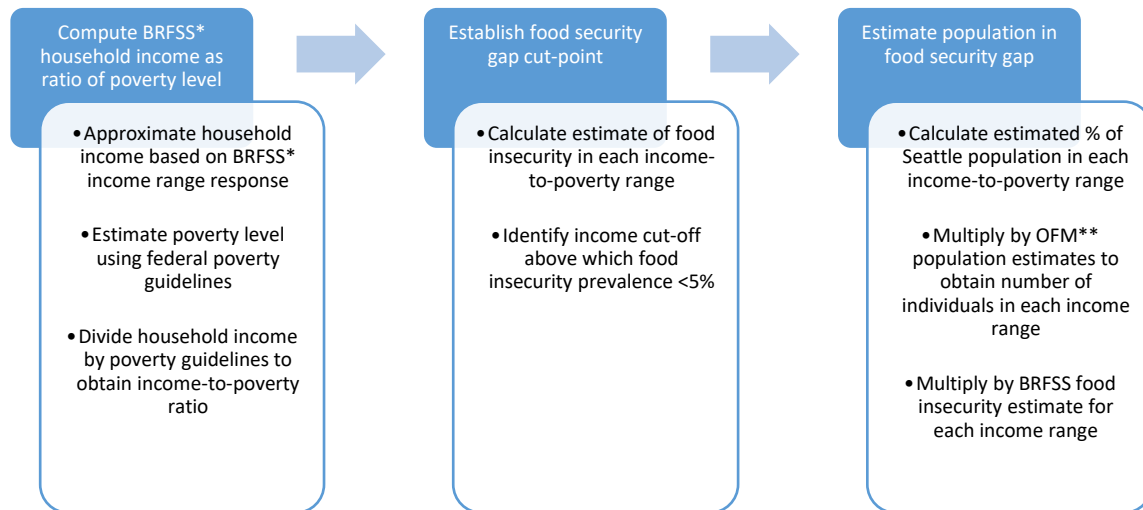 Compute BRFSS*
household income as
ratio of poverty level
•Approximate household
income based on BRFSS*
income range response
•Estimate poverty level
using federal poverty
guidelines
•Divide household income
by poverty guidelines to
obtain income-to-poverty
ratio
Establish food security
gap cut-point
•Calculate estimate of food
insecurity in each income-
to-poverty range
•Identify income cut-off
above which food
insecurity prevalence <5%
Estimate population in
food security gap
•Calculate estimated % of
Seattle population in each
income-to-poverty range
•Multiply by OFM**
population estimates to
obtain number of
individuals in each income
range
•Multiply by BRFSS food
insecurity estimate for
each income range